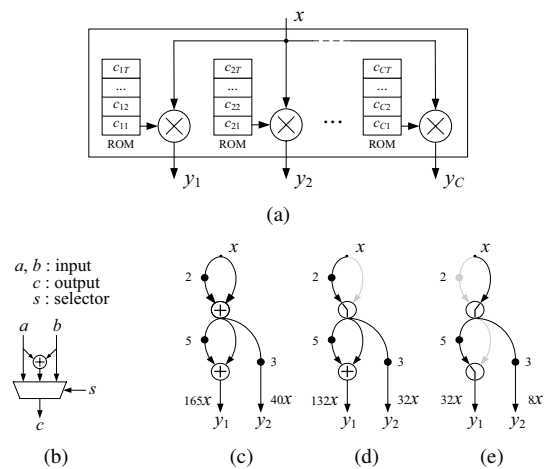 x
c1T c2T cCT
... ... ...
c12 c22 cC2
c11 c21 ... cC1
ROM ROM ROM
y1 y2 yC
(a)
a, b : input
c : output
s : selector
a b
s
c
(b)
x
2
5
3
165x 40x
y1 y2
(c)
x
2
5
3
132x 32x
y1 y2
(d)
x
2
5
3
32x 8x
y1 y2
(e)